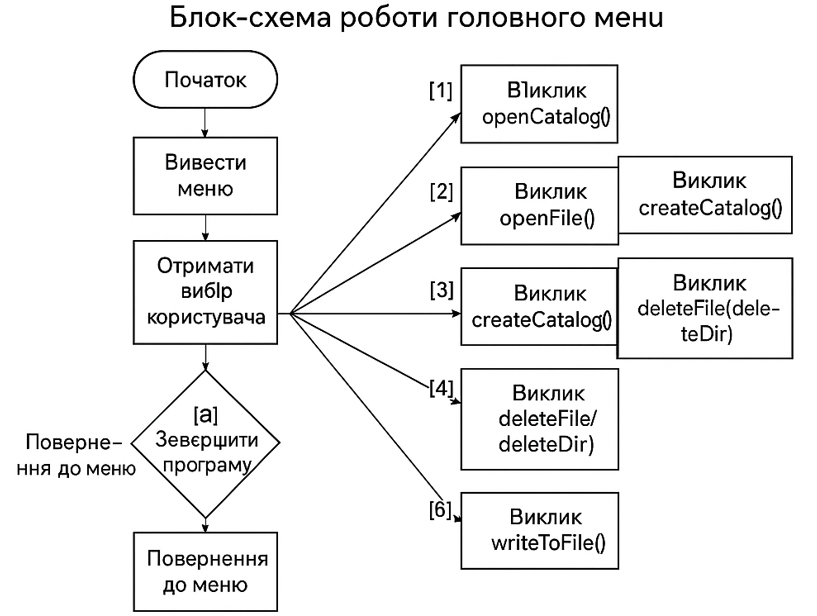 Блок-схема роботи головного меню
Початок
Вивести
меню
Отримати
вибІр
користувача
[а]
Зевєрщити
програму
Поверне-
ння до меню
Повернення
до меню
[1]
В1иклик
openCatalog()
[2]
Виклик
openFile()
Виклик
createCatalog()
[3]
Виклик
createCatalog()
Виклик
deleteFile(dele-
teDir)
[4]
Виклик
deleteFile/
deleteDir)
[6]
Виклик
writeToFile()